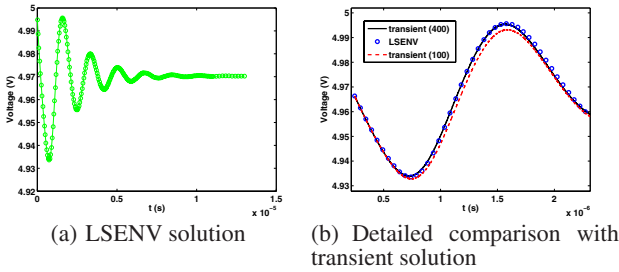 5
4.99
4.98
4.97
4.96
4.95
4.94
4.93
4.92
Voltage (V)
0
0.5
1
1.5
t (s)
x 10⁻⁵
(a) LSENV solution
5
4.99
4.98
4.97
4.96
4.95
4.94
4.93
Voltage (V)
transient (400)
LSENV
transient (100)
0.5
1
1.5
2
t (s)
x 10⁻⁶
(b) Detailed comparison with
transient solution